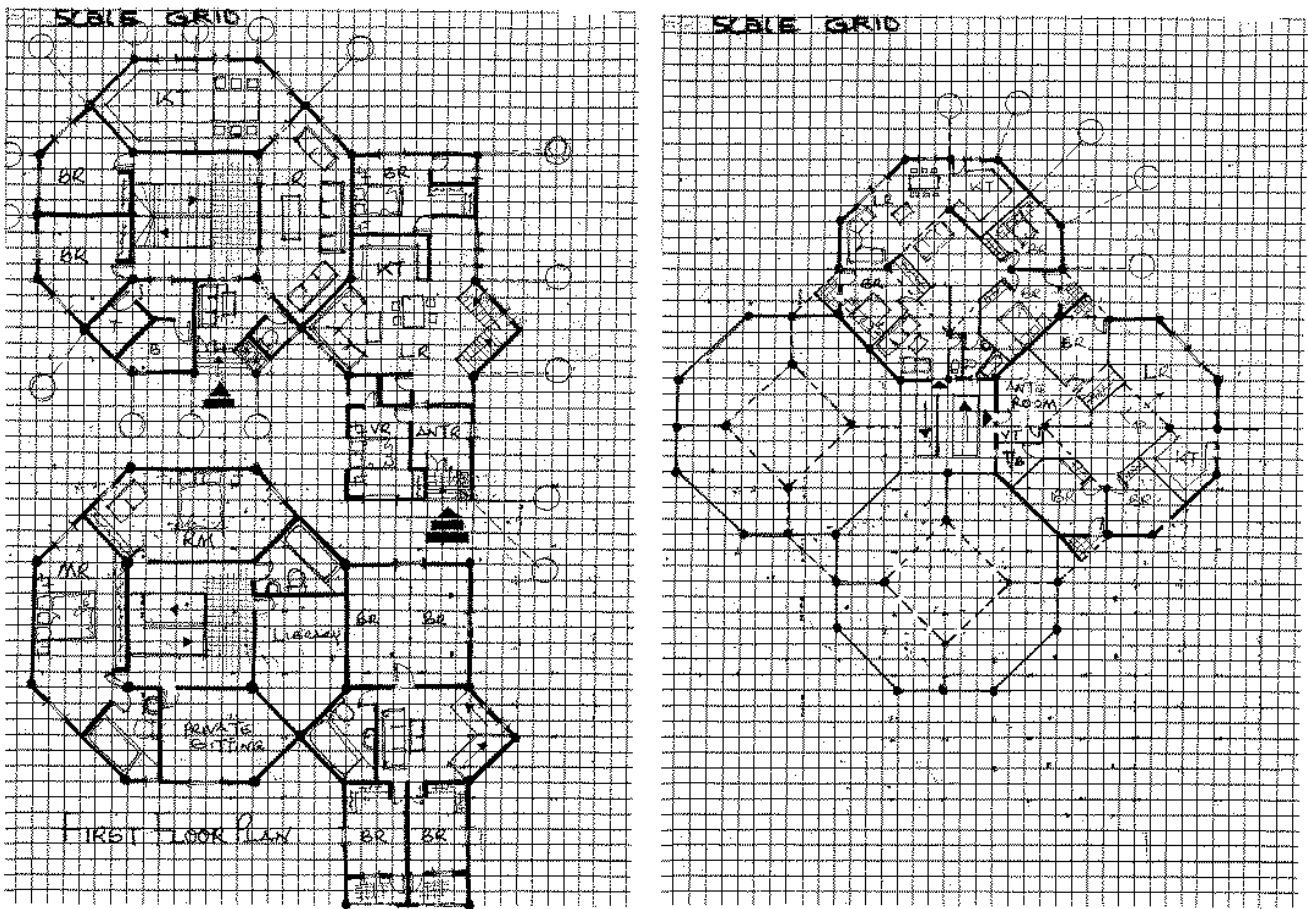 SCALE GRID
KT
BR
LR
BR
BR
KT
B
LR
ANTR
RM
MR
LIBRARY
BR
BR
PRIVATE
SITTING
FIRST FLOOR PLAN
BR
BR
SCALE GRID
KT
LR
BR
BR
BR
LR
ANTE
ROOM
KT
BR
BR